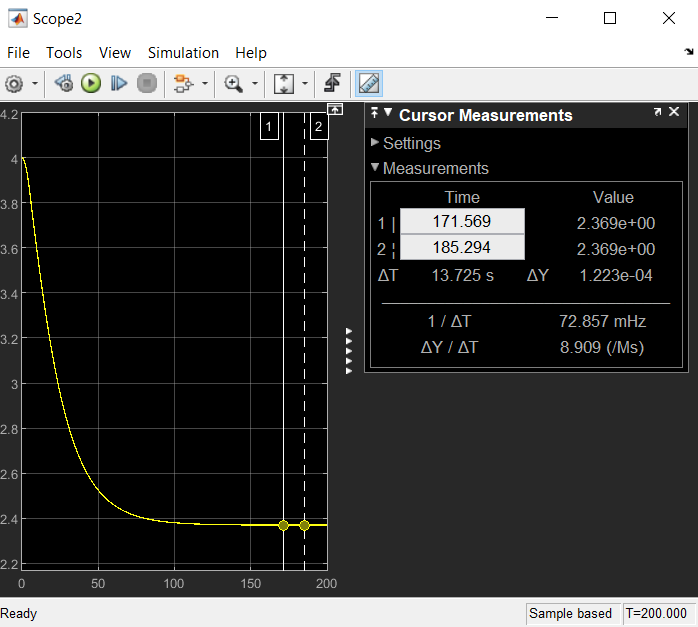 Scope2
File Tools View Simulation Help
4.2
4
3.8
3.6
3.4
3.2
3
2.8
2.6
2.4
2.2
0 50 100 150 200
1 2
Cursor Measurements
Settings
Measurements
Time Value
1 | 171.569 2.369e+00
2 ¦ 185.294 2.369e+00
ΔT 13.725 s ΔY 1.223e-04
1 / ΔT 72.857 mHz
ΔY / ΔT 8.909 (/Ms)
Ready Sample based T=200.000